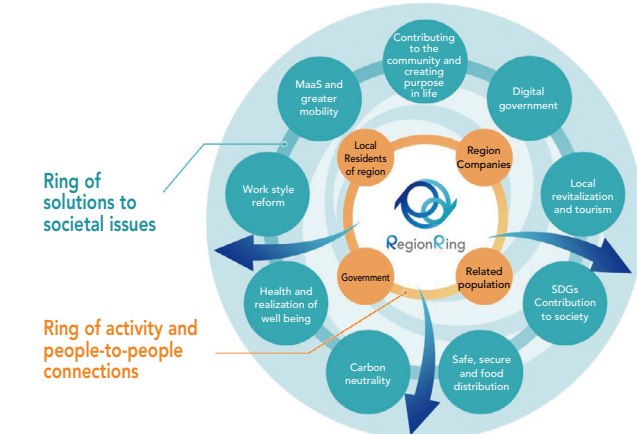 Ring of
solutions to
societal issues
Ring of activity and
people-to-people
connections
Contributing
to the
community and
creating
purpose
in life
Digital
government
Local
revitalization
and tourism
SDGs
Contribution
to society
Safe, secure
and food
distribution
Carbon
neutrality
Health and
realization of
well being
Work style
reform
MaaS and
greater
mobility
Local
Residents
of region
Region
Companies
Related
population
Government
RegionRing